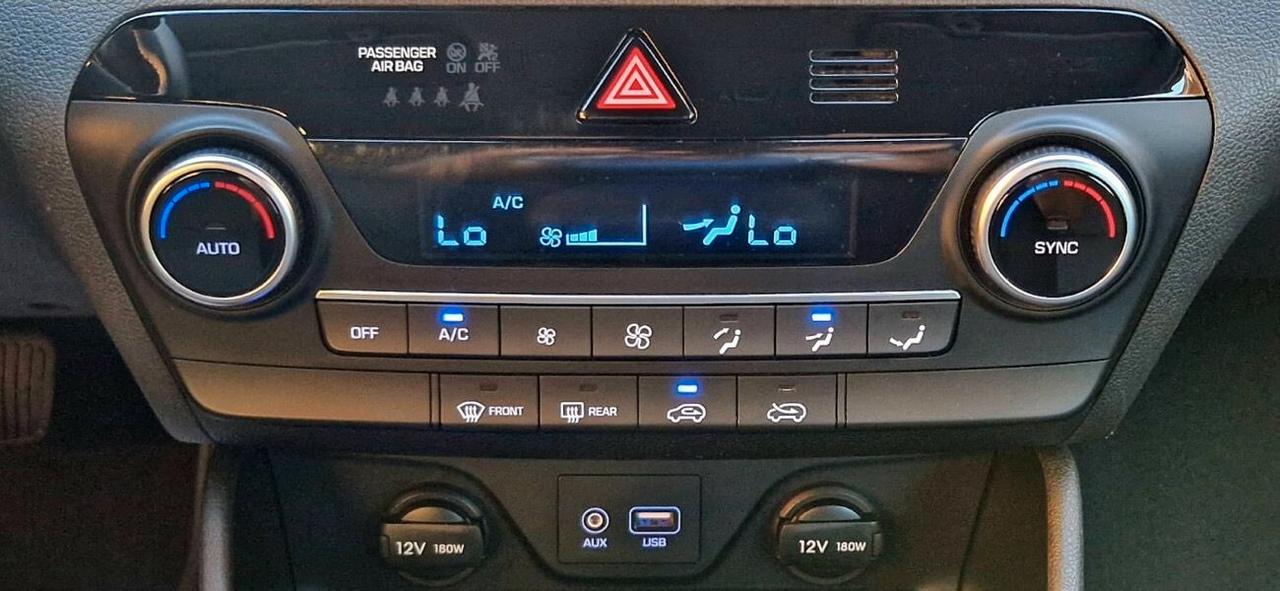 PASSENGER
AIR BAG
ON OFF
A/C
Lo Lo
AUTO
SYNC
OFF A/C
FRONT REAR
AUX USB
12V 180W
12V 180W